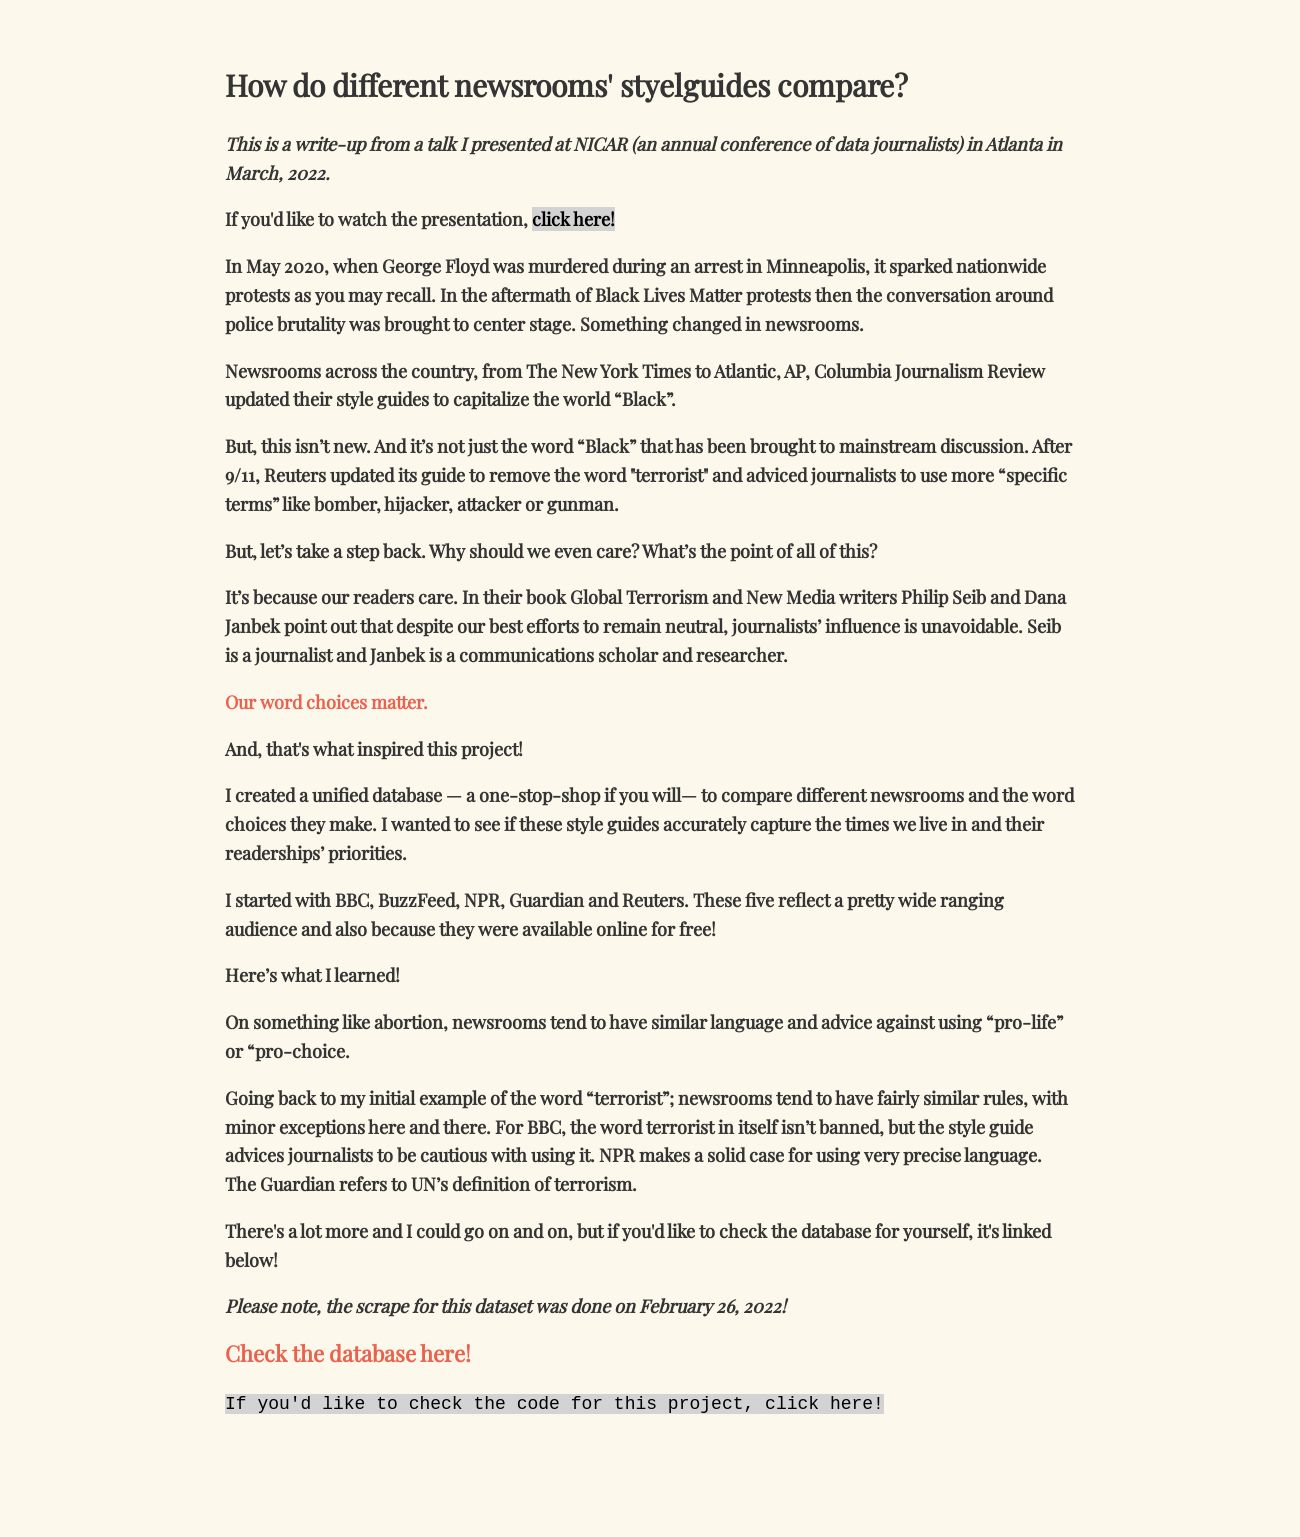 How do different newsrooms' styelguides compare?
This is a write-up from a talk I presented at NICAR (an annual conference of data journalists) in Atlanta in
March, 2022.
If you'd like to watch the presentation, click here!
In May 2020, when George Floyd was murdered during an arrest in Minneapolis, it sparked nationwide
protests as you may recall. In the aftermath of Black Lives Matter protests then the conversation around
police brutality was brought to center stage. Something changed in newsrooms.
Newsrooms across the country, from The New York Times to Atlantic, AP, Columbia Journalism Review
updated their style guides to capitalize the world “Black”.
But, this isn’t new. And it’s not just the word “Black” that has been brought to mainstream discussion. After
9/11, Reuters updated its guide to remove the word "terrorist" and adviced journalists to use more “specific
terms” like bomber, hijacker, attacker or gunman.
But, let’s take a step back. Why should we even care? What’s the point of all of this?
It’s because our readers care. In their book Global Terrorism and New Media writers Philip Seib and Dana
Janbek point out that despite our best efforts to remain neutral, journalists’ influence is unavoidable. Seib
is a journalist and Janbek is a communications scholar and researcher.
Our word choices matter.
And, that's what inspired this project!
I created a unified database — a one-stop-shop if you will— to compare different newsrooms and the word
choices they make. I wanted to see if these style guides accurately capture the times we live in and their
readerships’ priorities.
I started with BBC, BuzzFeed, NPR, Guardian and Reuters. These five reflect a pretty wide ranging
audience and also because they were available online for free!
Here’s what I learned!
On something like abortion, newsrooms tend to have similar language and advice against using “pro-life”
or “pro-choice.
Going back to my initial example of the word “terrorist”; newsrooms tend to have fairly similar rules, with
minor exceptions here and there. For BBC, the word terrorist in itself isn’t banned, but the style guide
advices journalists to be cautious with using it. NPR makes a solid case for using very precise language.
The Guardian refers to UN’s definition of terrorism.
There's a lot more and I could go on and on, but if you'd like to check the database for yourself, it's linked
below!
Please note, the scrape for this dataset was done on February 26, 2022!
Check the database here!
If you'd like to check the code for this project, click here!